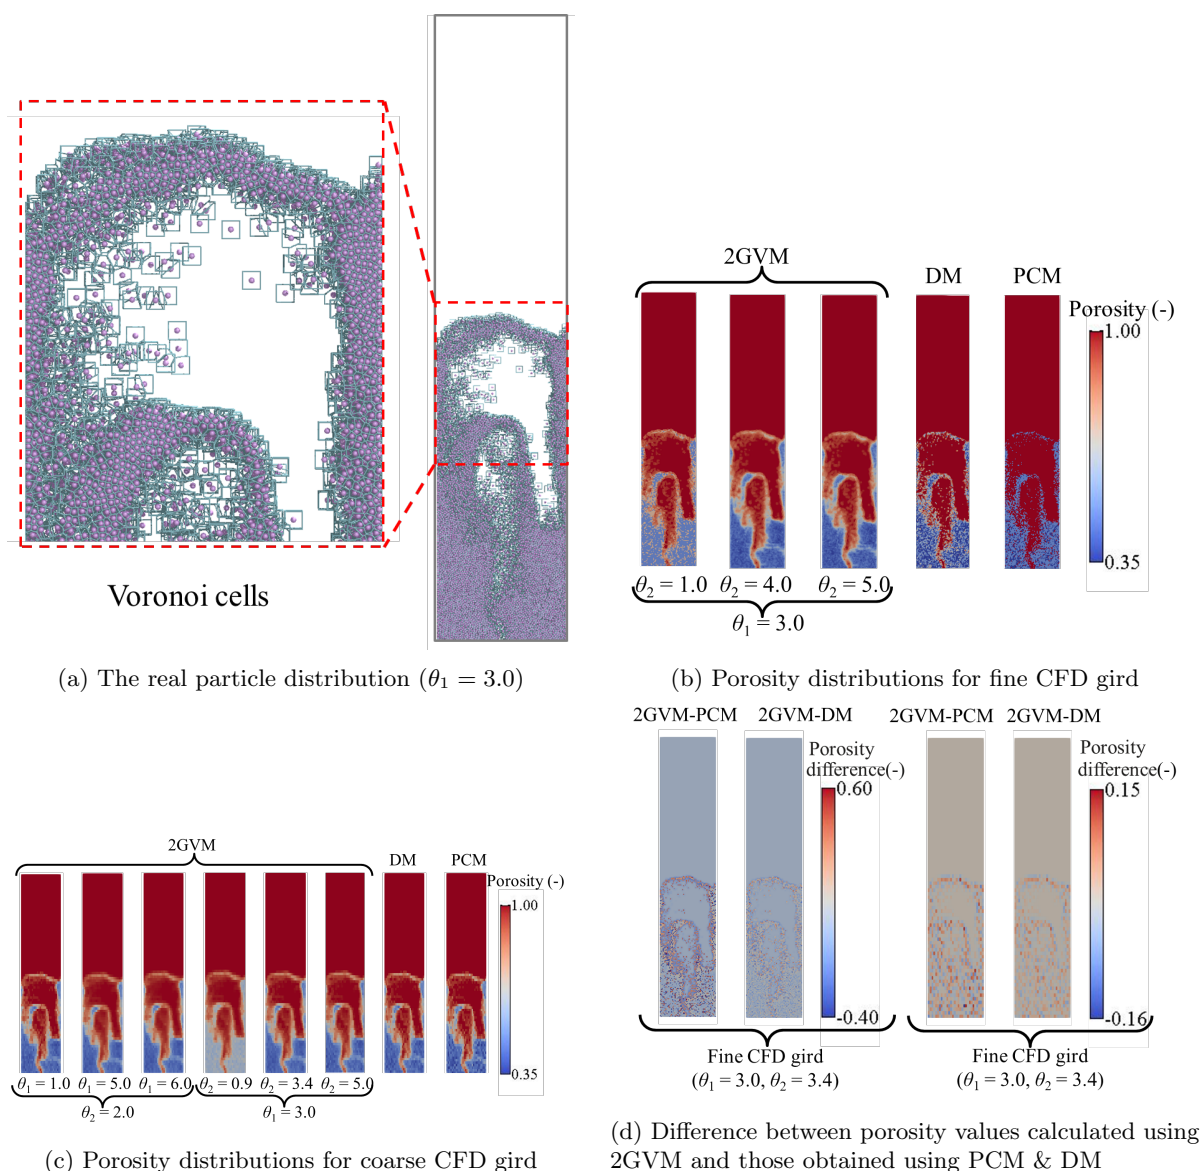 Voronoi cells
(a) The real particle distribution (θ₁ = 3.0)
2GVM
DM
PCM
Porosity (-)
1.00
0.35
θ₂ = 1.0
θ₂ = 4.0
θ₂ = 5.0
θ₁ = 3.0
(b) Porosity distributions for fine CFD gird
2GVM
DM
PCM
Porosity (-)
1.00
0.35
θ₁ = 1.0
θ₁ = 5.0
θ₁ = 6.0
θ₂ = 0.9
θ₂ = 3.4
θ₂ = 5.0
θ₂ = 2.0
θ₁ = 3.0
(c) Porosity distributions for coarse CFD gird
2GVM-PCM
2GVM-DM
Porosity
difference(-)
0.60
-0.40
Fine CFD gird
(θ₁ = 3.0, θ₂ = 3.4)
2GVM-PCM
2GVM-DM
Porosity
difference(-)
0.15
-0.16
Fine CFD gird
(θ₁ = 3.0, θ₂ = 3.4)
(d) Difference between porosity values calculated using
2GVM and those obtained using PCM & DM